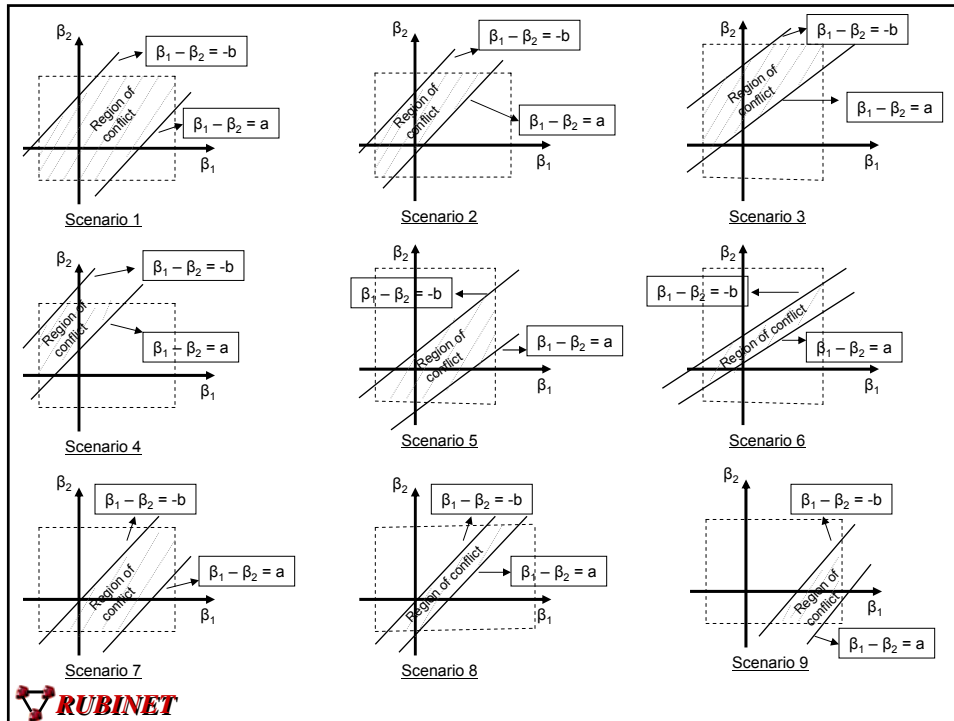 β2
β1 – β2 = -b
Region of
conflict
β1 – β2 = a
β1
Scenario 1
β2
β1 – β2 = -b
Region of
conflict
β1 – β2 = a
β1
Scenario 2
β2
β1 – β2 = -b
Region of
conflict
β1 – β2 = a
β1
Scenario 3
β2
β1 – β2 = -b
Region of
conflict
β1 – β2 = a
β1
Scenario 4
β2
β1 – β2 = -b
Region of
conflict
β1 – β2 = a
β1
Scenario 5
β2
β1 – β2 = -b
Region of conflict
β1 – β2 = a
β1
Scenario 6
β2
β1 – β2 = -b
Region of
conflict
β1 – β2 = a
β1
Scenario 7
β2
β1 – β2 = -b
Region of conflict
β1 – β2 = a
β1
Scenario 8
β2
β1 – β2 = -b
Region of
conflict
β1
β1 – β2 = a
Scenario 9
RUBINET